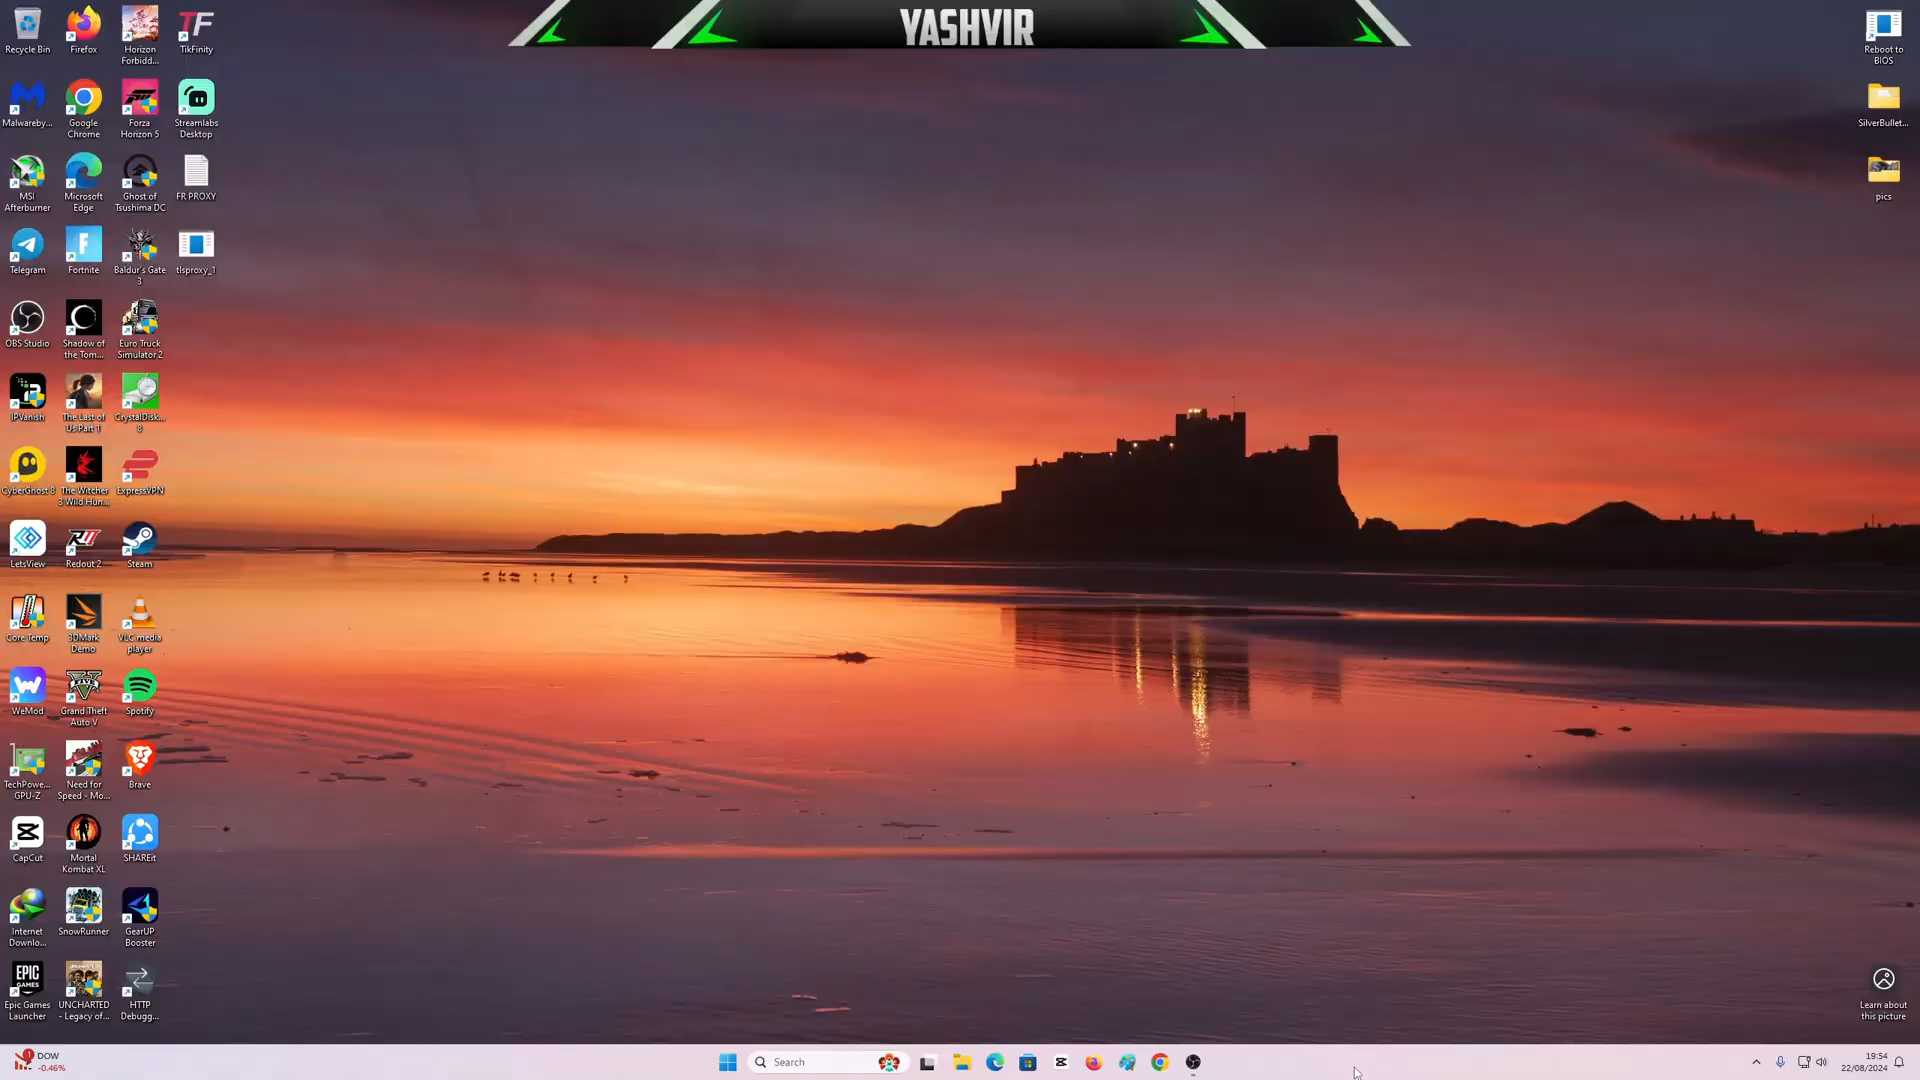 YASHVIR
Recycle Bin
Firefox
Horizon
Forbidd...
TikFinity
Malwareby...
Google
Chrome
Forza
Horizon 5
Streamlabs
Desktop
MSI
Afterburner
Microsoft
Edge
Ghost of
Tsushima DC
FR PROXY
Telegram
Fortnite
Baldur's Gate
3
tlsproxy_1
OBS Studio
Shadow of
the Tom...
Euro Truck
Simulator 2
IPVanish
The Last of
Us Part 1
CrystalDisk...
8
CyberGhost 8
The Witcher
3 Wild Hun...
ExpressVPN
LetsView
Redout 2
Steam
Core Temp
3DMark
Demo
VLC media
player
WeMod
Grand Theft
Auto V
Spotify
TechPowe...
GPU-Z
Need for
Speed - Mo...
Brave
CapCut
Mortal
Kombat XL
SHAREit
Internet
Downlo...
SnowRunner
GearUP
Booster
EPIC
GAMES
Epic Games
Launcher
UNCHARTED
- Legacy of...
HTTP
Debugg...
Reboot to
BIOS
SilverBullet...
pics
Learn about
this picture
1
DOW
-0.46%
Search
19:54
22/08/2024